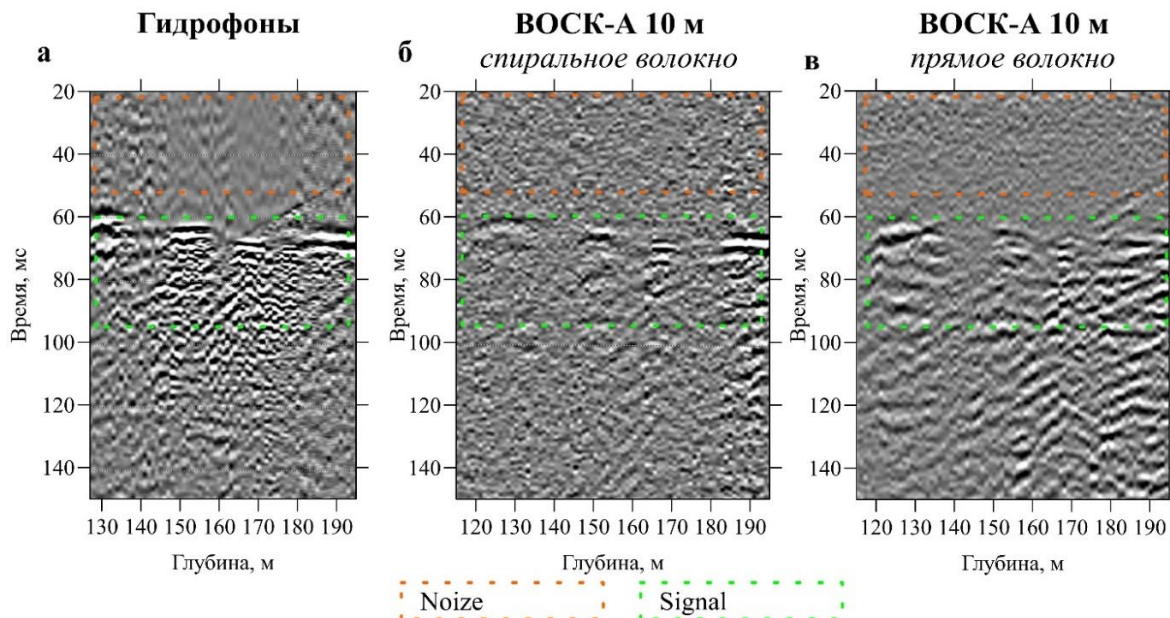 Гидрофоны
ВОСК-А 10 м
спиральное волокно
ВОСК-А 10 м
прямое волокно
а
20
40
60
80
100
120
140
Время, мс
130 140 150 160 170 180 190
Глубина, м
б
20
40
60
80
100
120
140
Время, мс
120 130 140 150 160 170 180 190
Глубина, м
в
20
40
60
80
100
120
140
Время, мс
120 130 140 150 160 170 180 190
Глубина, м
Noize
Signal